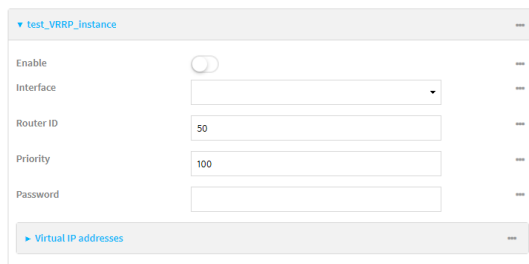 test_VRRP_instance
Enable
Interface
Router ID
50
Priority
100
Password
Virtual IP addresses